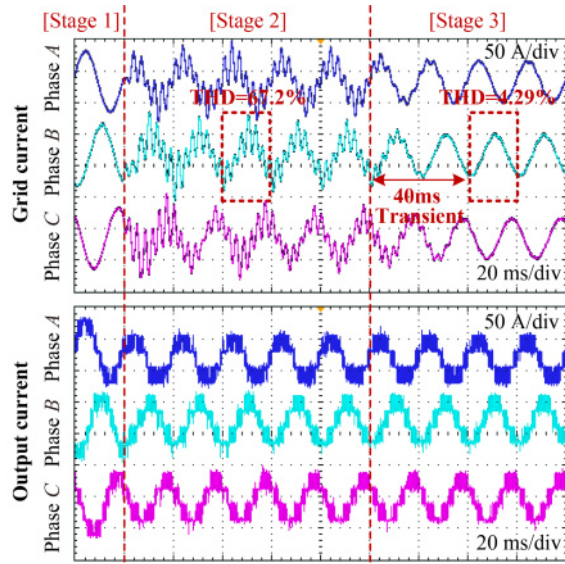 [Stage 1]
[Stage 2]
[Stage 3]
Grid current
Phase A
Phase B
Phase C
50 A/div
THD=67.2%
THD=4.29%
40ms
Transient
20 ms/div
Output current
Phase A
Phase B
Phase C
50 A/div
20 ms/div